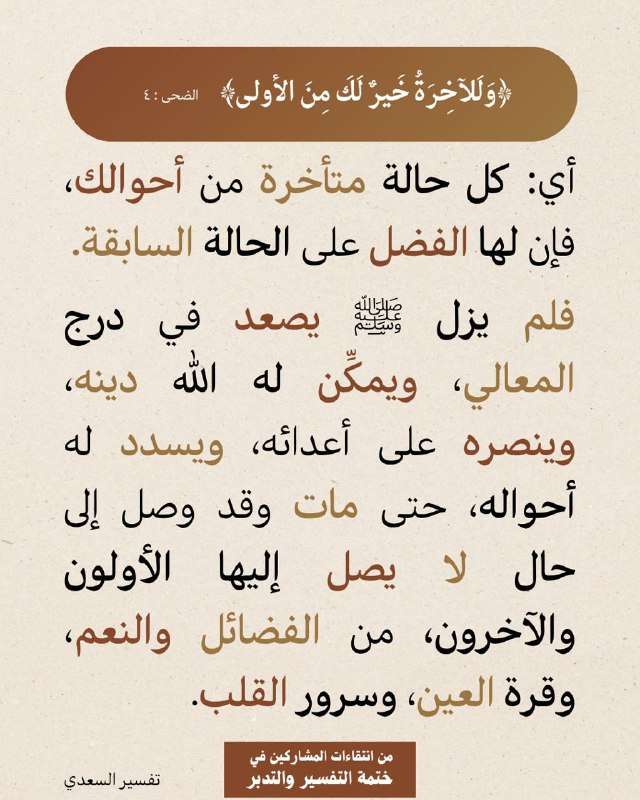 ﴿وَلَلآخِرَةُ خَيرٌ لَكَ مِنَ الأولى﴾ الضحى : ٤
أي: كل حالة متأخرة من أحوالك،
فإن لها الفضل على الحالة السابقة.
فلم يزل ﷺ يصعد في درج
المعالي، ويمكِّن له الله دينه،
وينصره على أعدائه، ويسدد له
أحواله، حتى مات وقد وصل إلى
حال لا يصل إليها الأولون
والآخرون، من الفضائل والنعم،
وقرة العين، وسرور القلب.
من انتقاءات المشاركين في
ختمة التفسير والتدبر
تفسير السعدي